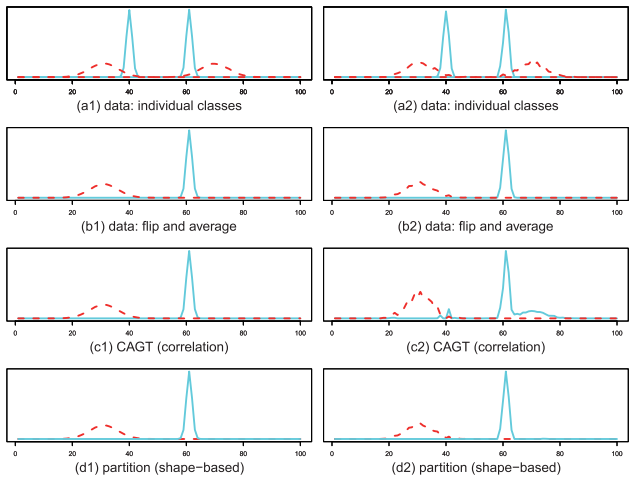 0 20 40 60 80 100 0 20 40 60 80 100
(a1) data: individual classes (a2) data: individual classes
0 20 40 60 80 100 0 20 40 60 80 100
(b1) data: flip and average (b2) data: flip and average
0 20 40 60 80 100 0 20 40 60 80 100
(c1) CAGT (correlation) (c2) CAGT (correlation)
0 20 40 60 80 100 0 20 40 60 80 100
(d1) partition (shape−based) (d2) partition (shape−based)